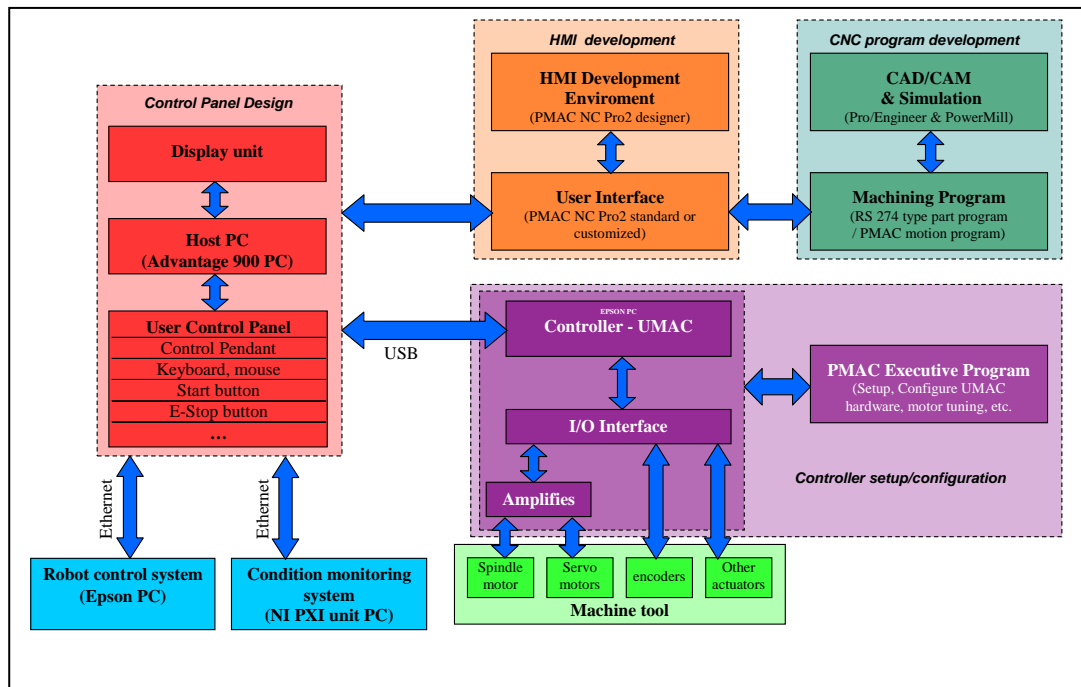 Control Panel Design
Display unit
Host PC
(Advantage 900 PC)
User Control Panel
Control Pendant
Keyboard, mouse
Start button
E-Stop button
…
HMI development
HMI Development
Enviroment
(PMAC NC Pro2 designer)
User Interface
(PMAC NC Pro2 standard or
customized)
CNC program development
CAD/CAM
& Simulation
(Pro/Engineer & PowerMill)
Machining Program
(RS 274 type part program
/ PMAC motion program)
USB
EPSON PC
Controller - UMAC
I/O Interface
Amplifies
PMAC Executive Program
(Setup, Configure UMAC
hardware, motor tuning, etc.
Controller setup/configuration
Ethernet
Ethernet
Robot control system
(Epson PC)
Condition monitoring
system
(NI PXI unit PC)
Spindle
motor
Servo
motors
encoders
Other
actuators
Machine tool